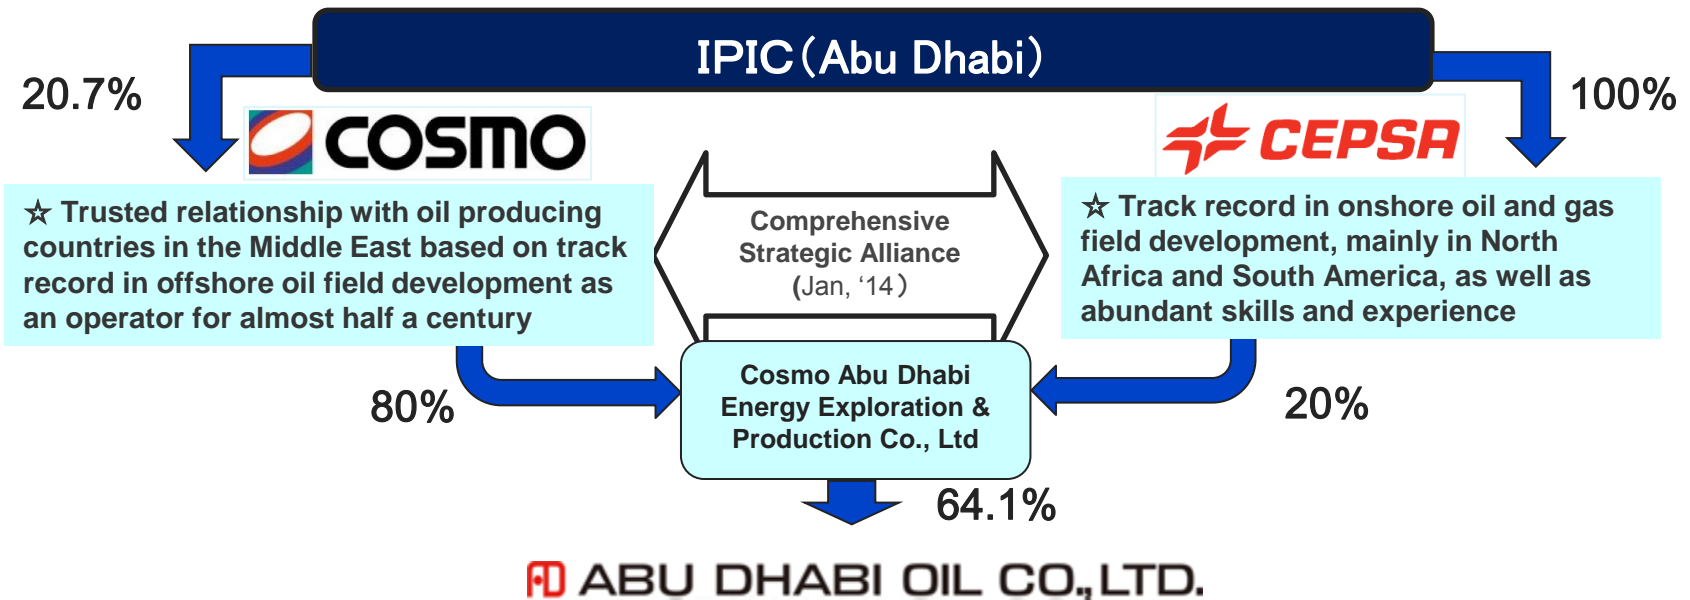 IPIC（Abu Dhabi）
20.7%
100%
COSMO
CEPSA
☆ Trusted relationship with oil producing
countries in the Middle East based on track
record in offshore oil field development as
an operator for almost half a century
Comprehensive
Strategic Alliance
(Jan, ‘14）
☆ Track record in onshore oil and gas
field development, mainly in North
Africa and South America, as well as
abundant skills and experience
80%
Cosmo Abu Dhabi
Energy Exploration &
Production Co., Ltd
20%
64.1%
ABU DHABI OIL CO.,LTD.